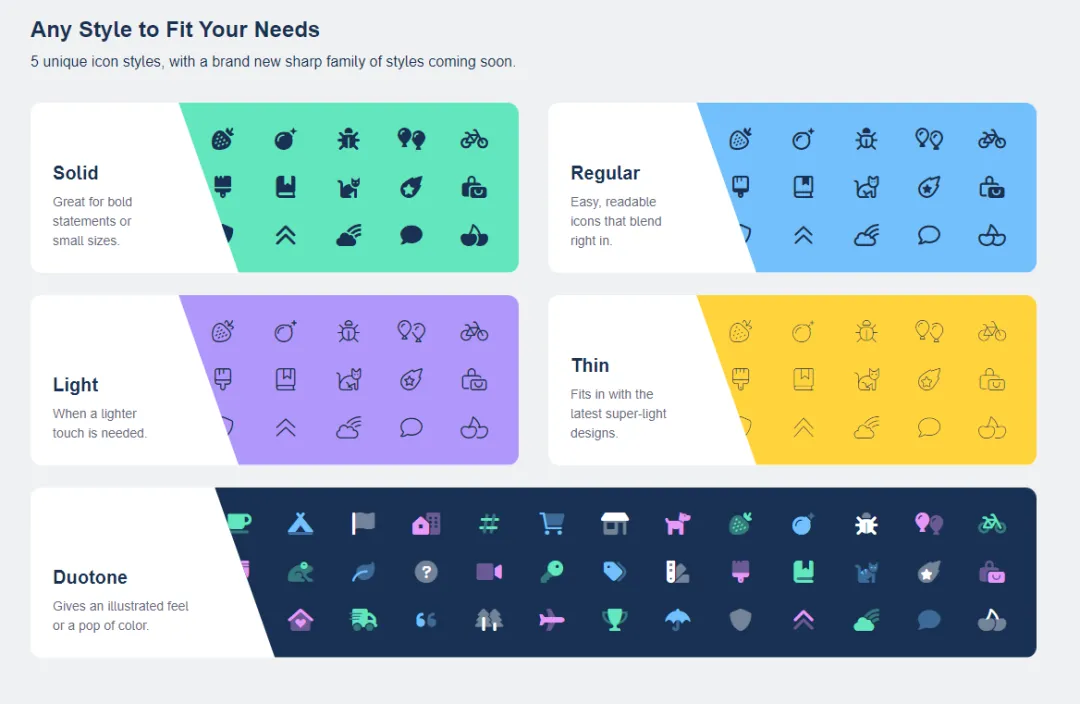 Any Style to Fit Your Needs
5 unique icon styles, with a brand new sharp family of styles coming soon.
Solid
Great for bold
statements or
small sizes.
Regular
Easy, readable
icons that blend
right in.
Light
When a lighter
touch is needed.
Thin
Fits in with the
latest super-light
designs.
Duotone
Gives an illustrated feel
or a pop of color.